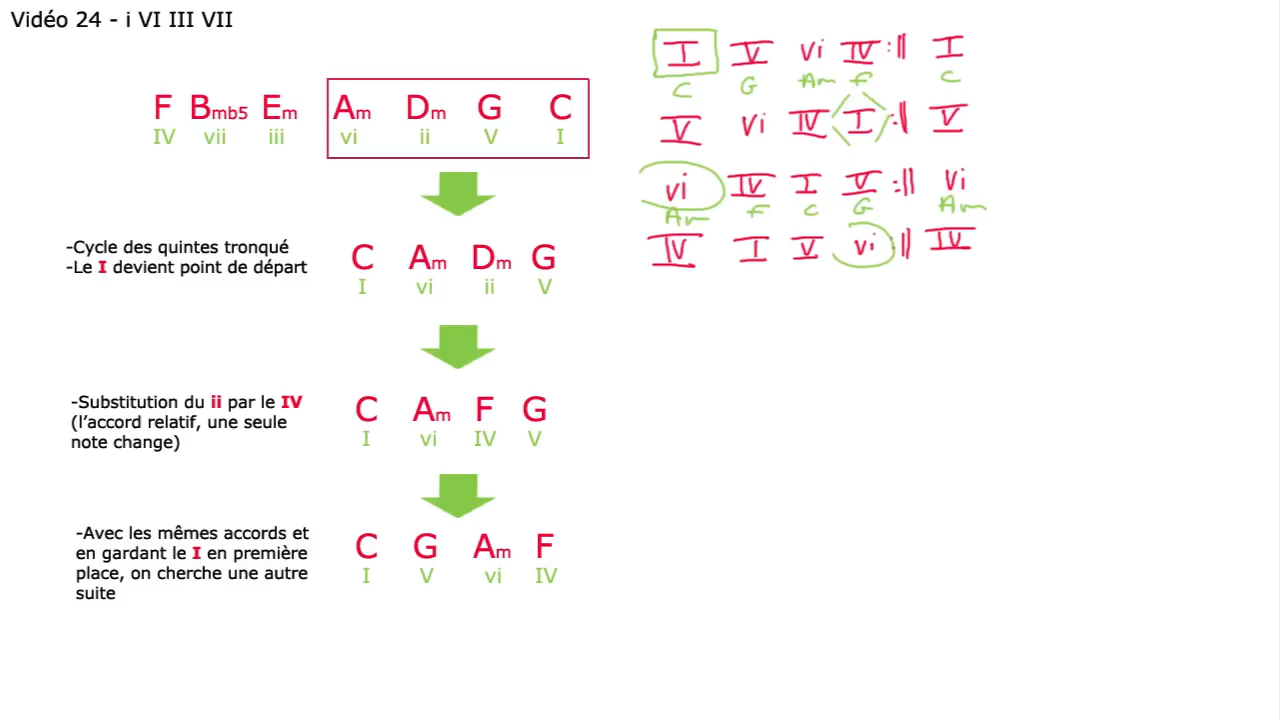 Vidéo 24 - i VI III VII
F Bmb5 Em Am Dm G C
IV vii iii vi ii V I
-Cycle des quintes tronqué
-Le I devient point de départ
C Am Dm G
I vi ii V
-Substitution du ii par le IV
(l'accord relatif, une seule
note change)
C Am F G
I vi IV V
-Avec les mêmes accords et
en gardant le I en première
place, on cherche une autre
suite
C G Am F
I V vi IV
I V vi IV :|| I
C G Am F C
V vi IV I :|| V
vi IV I V :|| vi
Am F C G Am
IV I V vi :|| IV